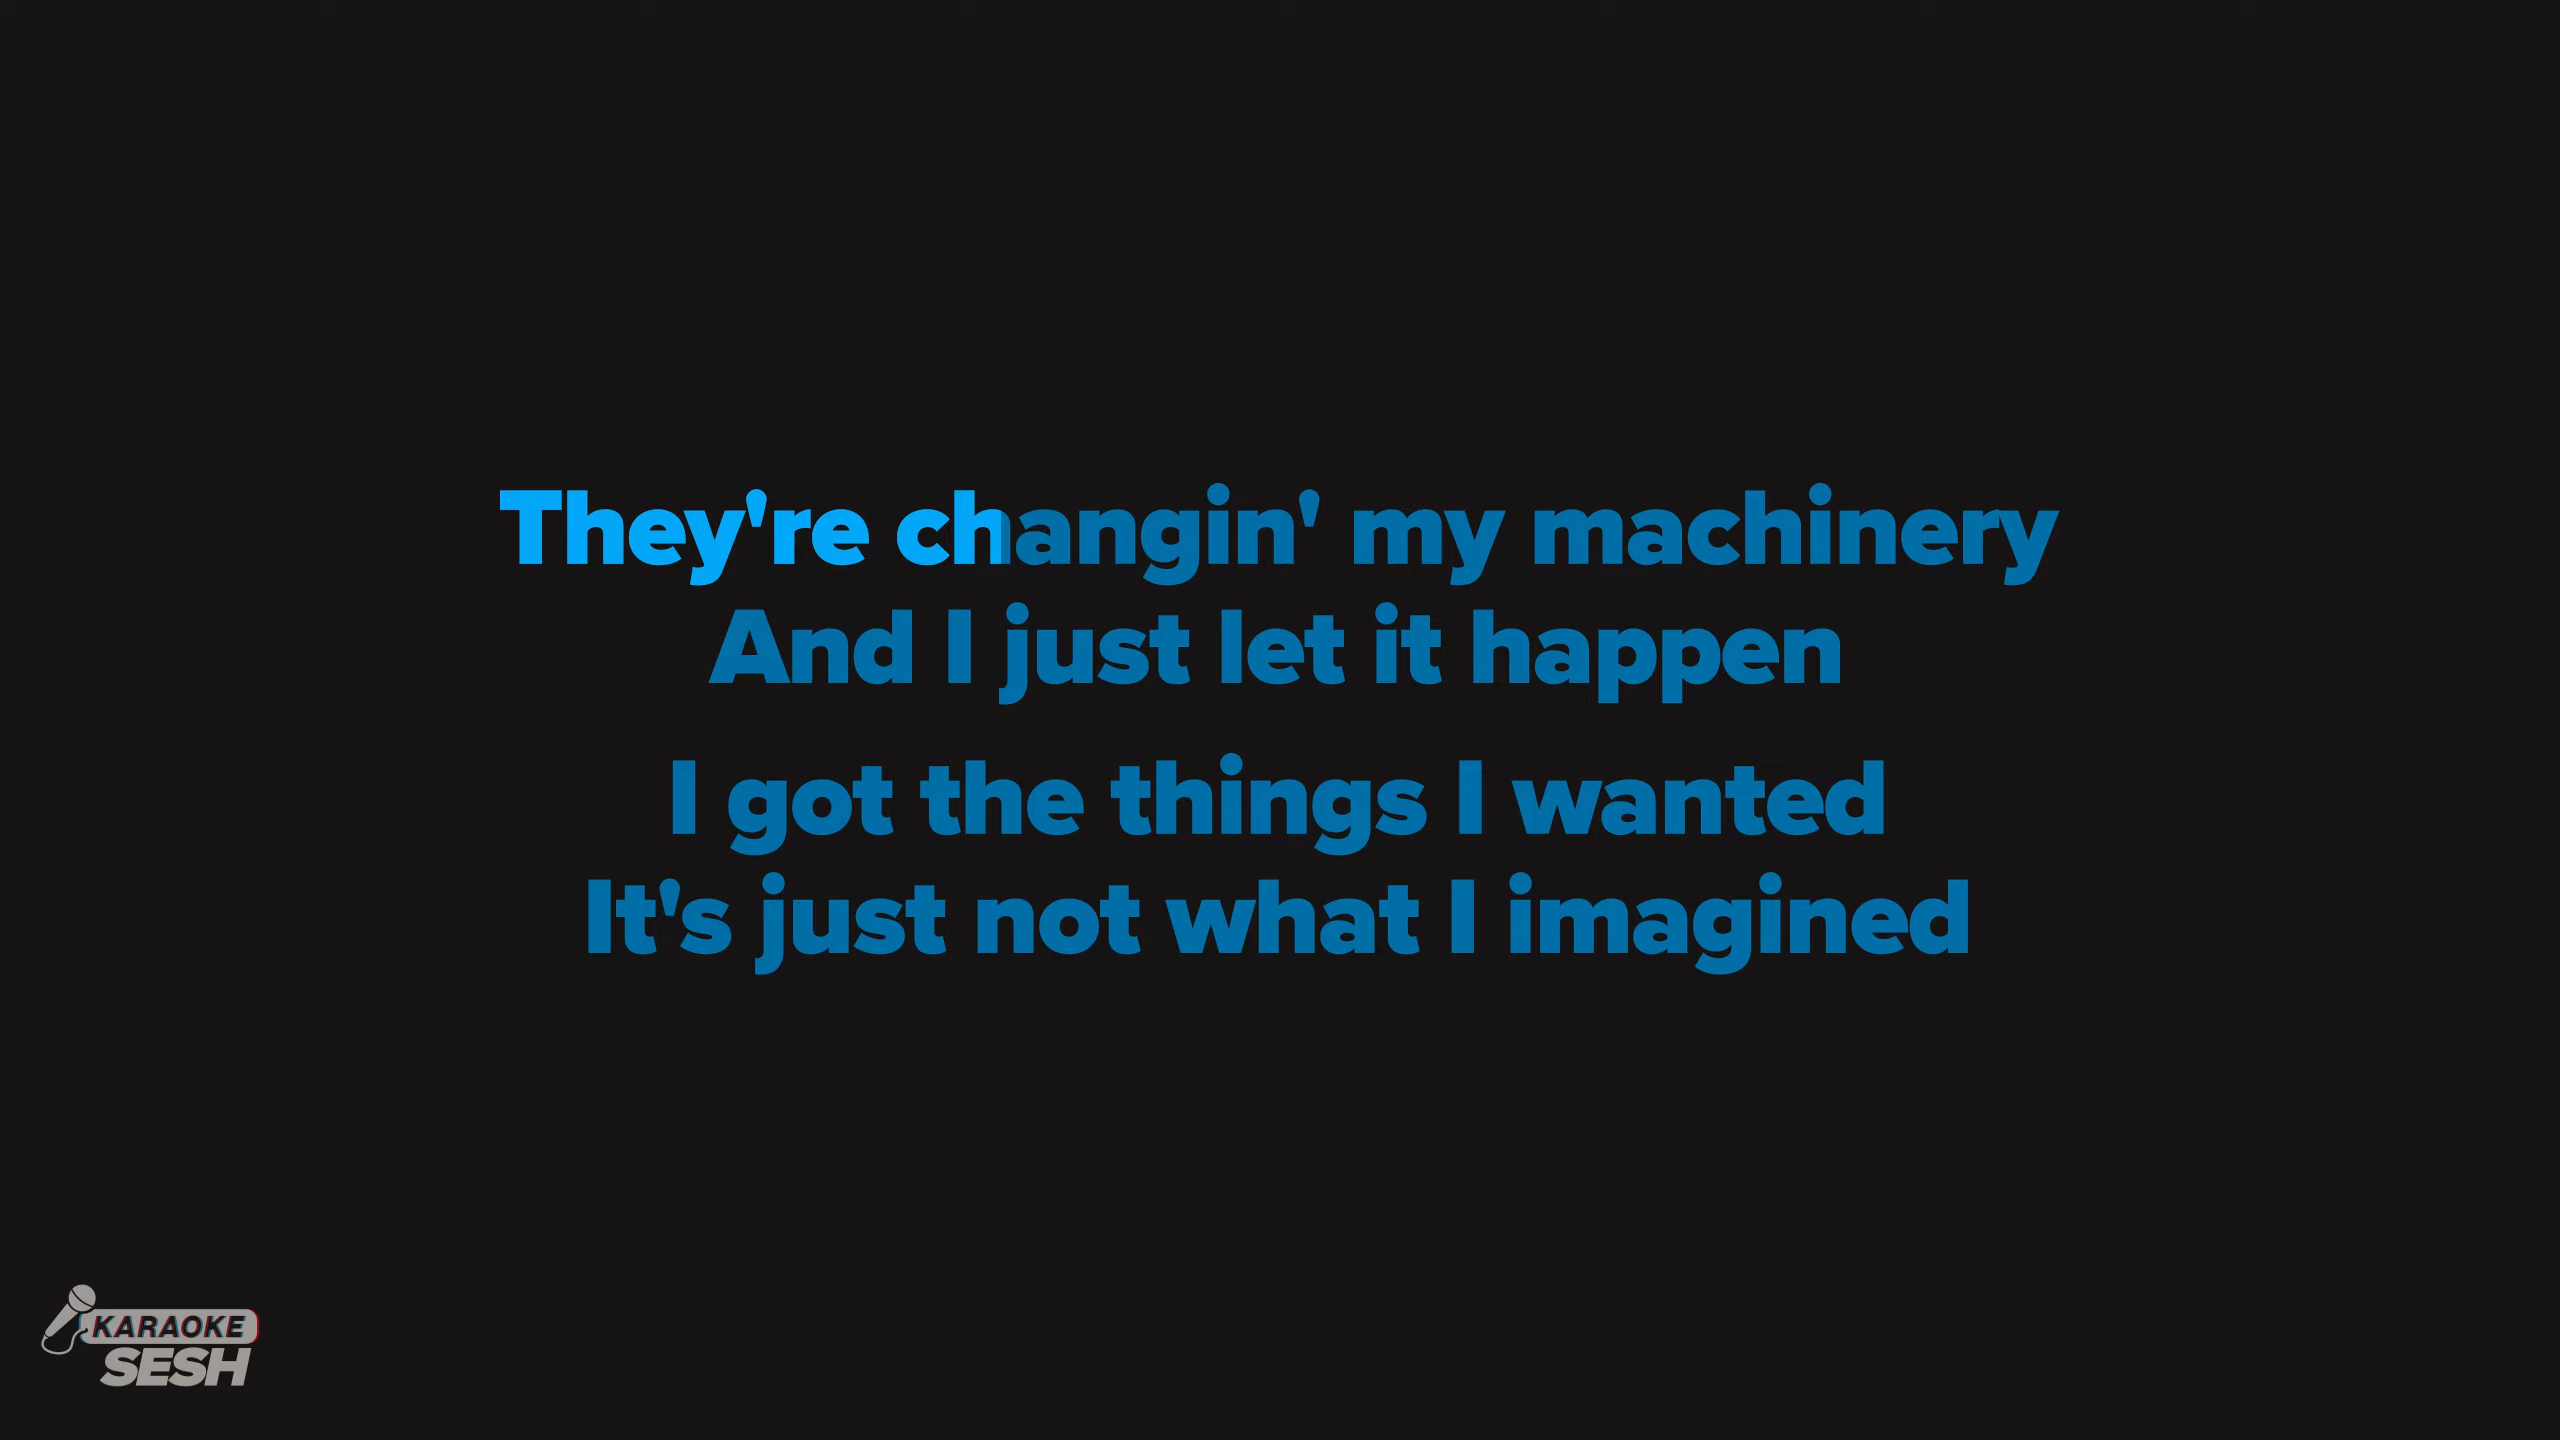 They're changin' my machinery
And I just let it happen
I got the things I wanted
It's just not what I imagined
KARAOKE
SESH